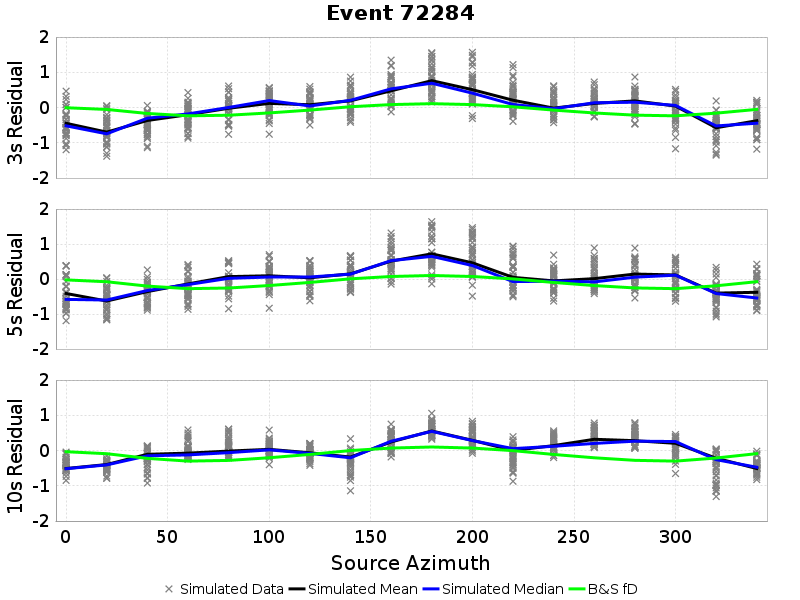 Event 72284
3s Residual
2
1
0
-1
-2
5s Residual
2
1
0
-1
-2
10s Residual
2
1
0
-1
-2
0 50 100 150 200 250 300
Source Azimuth
Simulated Data Simulated Mean Simulated Median B&S fD